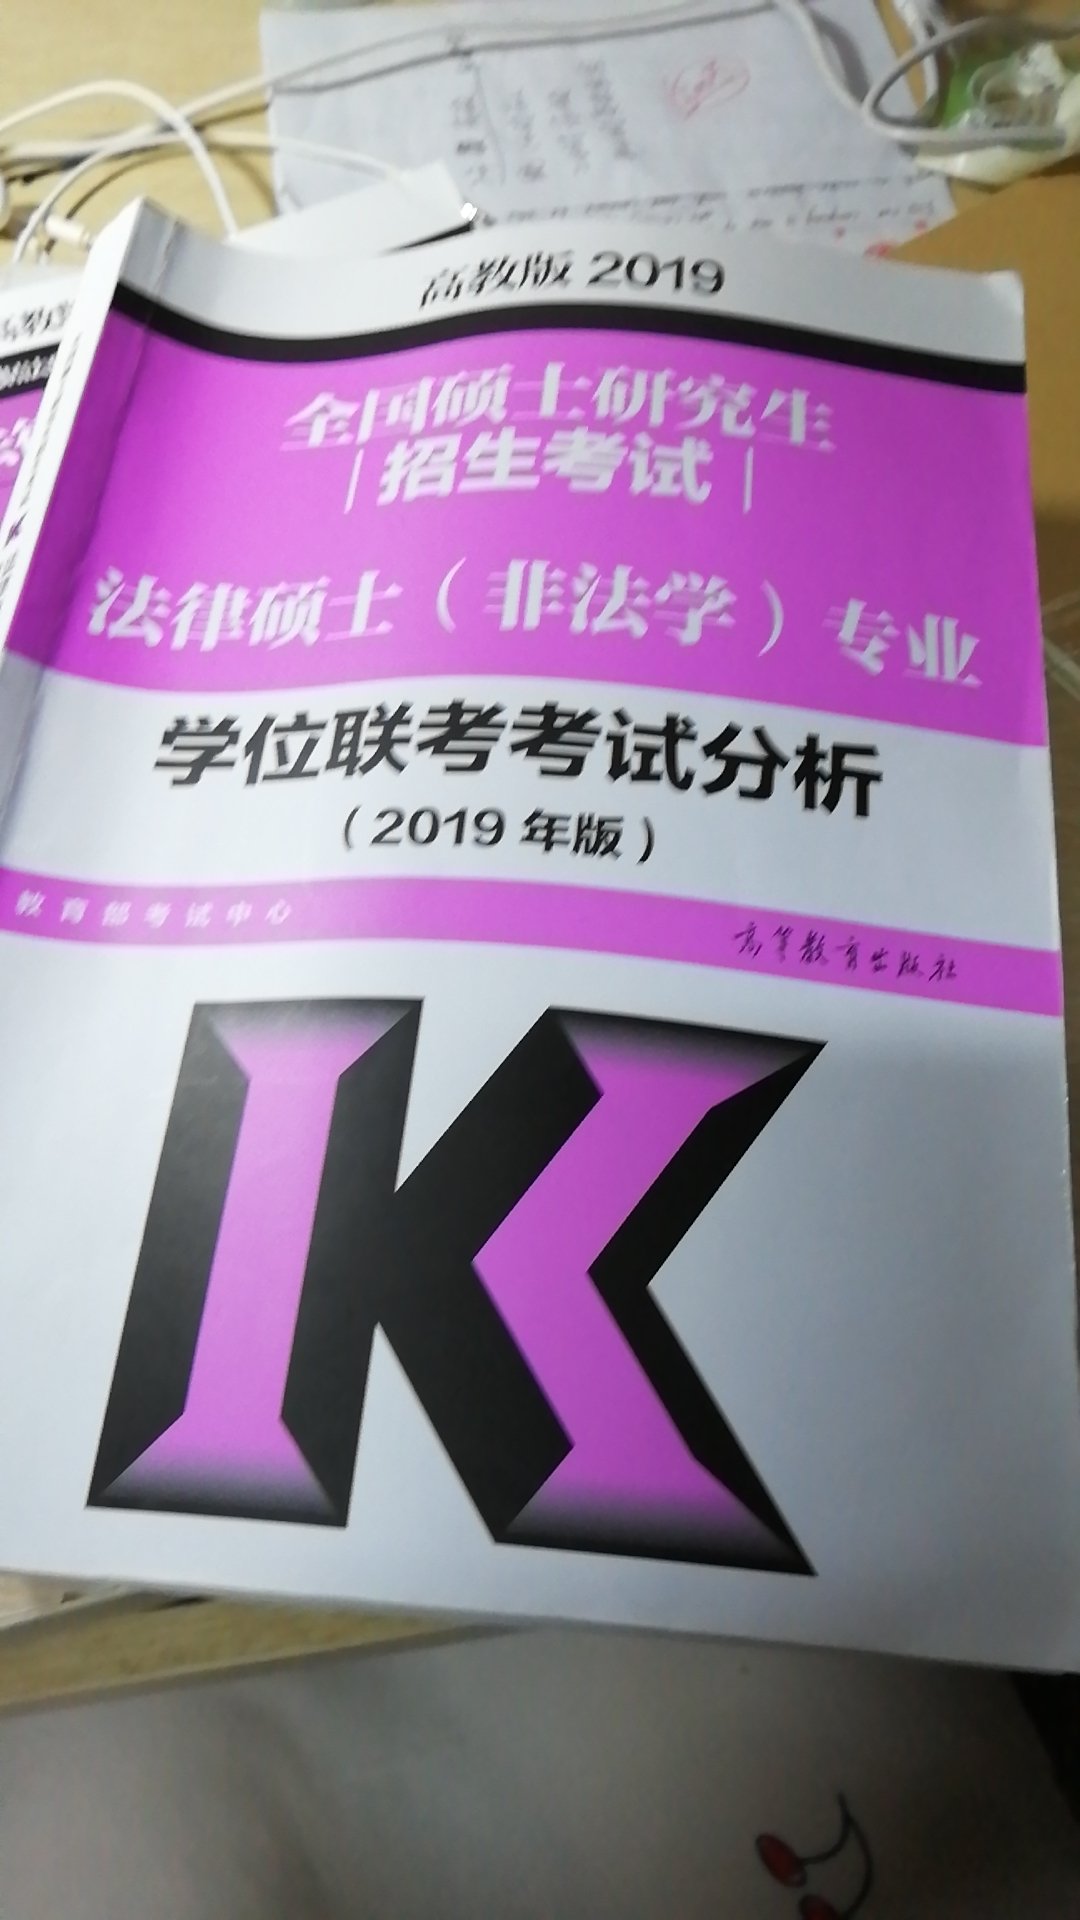 高教版 2019
全国硕士研究生
招生考试
法律硕士（非法学）专业
学位联考考试分析
（2019 年版）
教育部考试中心
高等教育出版社